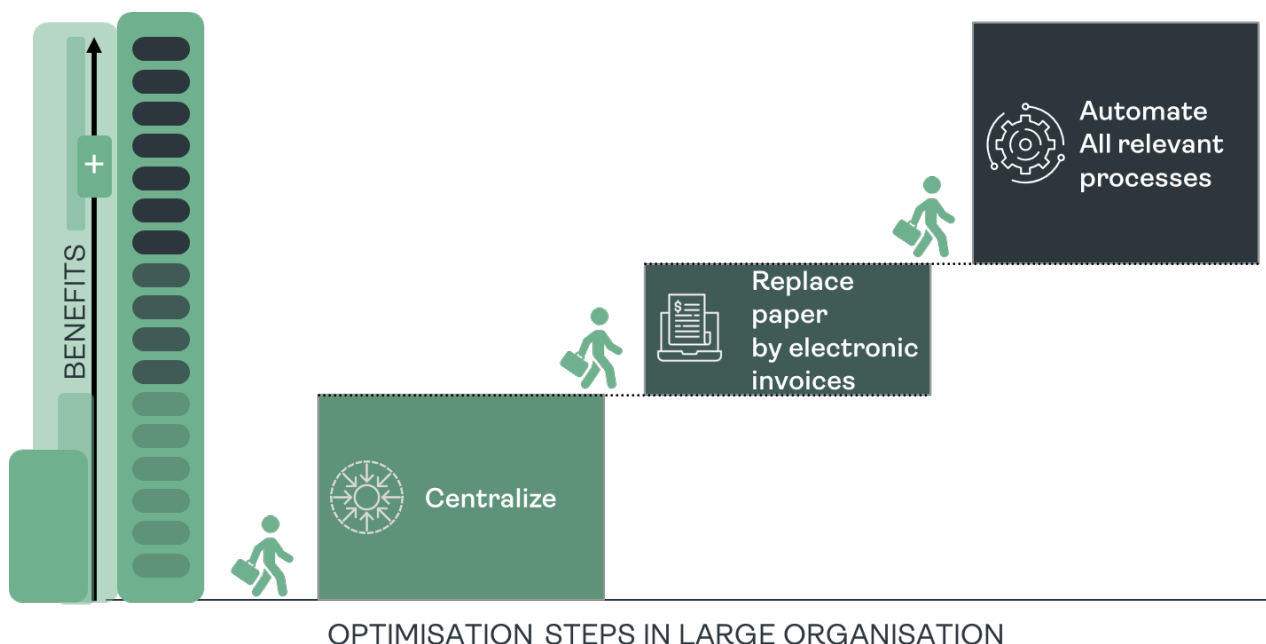 +
BENEFITS
Automate
All relevant
processes
$
Replace
paper
by electronic
invoices
Centralize
OPTIMISATION STEPS IN LARGE ORGANISATION